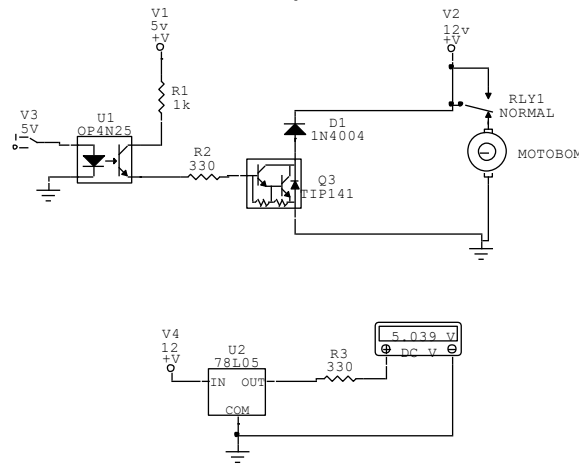 V1
5v
+V
V2
12v
+V
R1
1k
V3
5V
U1
OP4N25
D1
1N4004
RLY1
NORMAL
R2
330
MOTOBOM
Q3
TIP141
5.039 V
DC V
V4
12
+V
U2
78L05
R3
330
IN OUT
COM